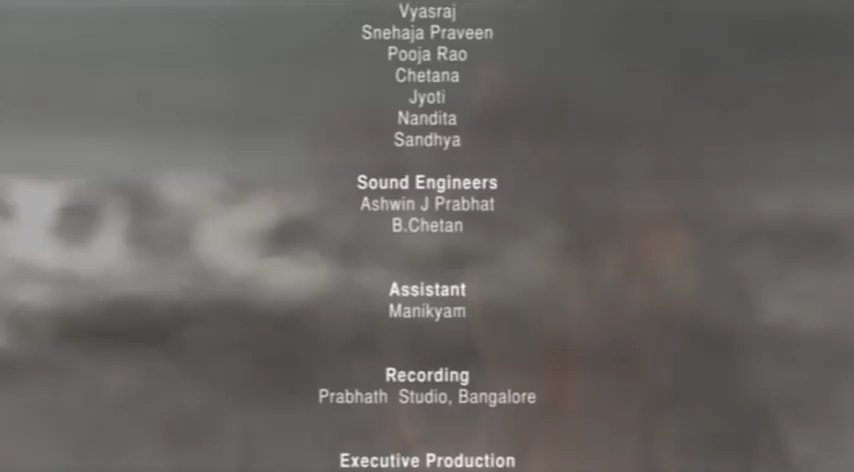 Vyasraj
Snehaja Praveen
Pooja Rao
Chetana
Jyoti
Nandita
Sandhya
Sound Engineers
Ashwin J Prabhat
B.Chetan
Assistant
Manikyam
Recording
Prabhath Studio, Bangalore
Executive Production